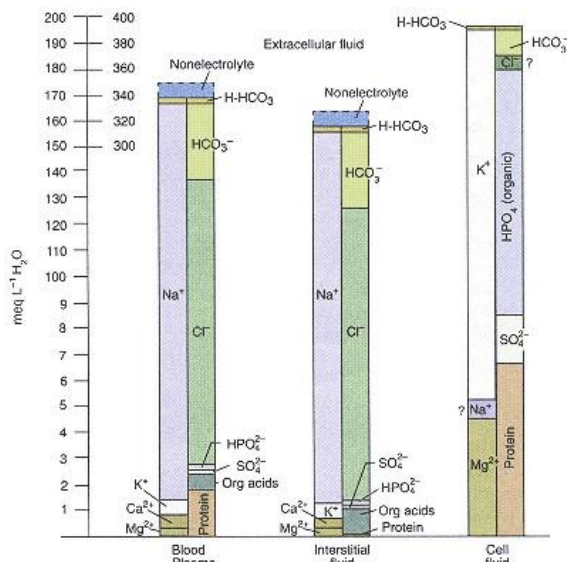 200 400
190 380
180 360
170 340
160 320
150 300
140
130
120
110
100
9
8
7
6
5
4
3
2
1
meq L⁻¹ H₂O
Extracellular fluid
Nonelectrolyte
H-HCO₃
HCO₃⁻
Na⁺
Cl⁻
HPO₄²⁻
SO₄²⁻
Org acids
K⁺
Ca²⁺
Mg²⁺
Protein
Blood
Plasma
Nonelectrolyte
H-HCO₃
HCO₃⁻
Na⁺
Cl⁻
SO₄²⁻
HPO₄²⁻
Org acids
Protein
K⁺
Ca²⁺
Mg²⁺
Interstitial
fluid
H-HCO₃
HCO₃⁻
Cl⁻ ?
K⁺
HPO₄ (organic)
SO₄²⁻
? Na⁺
Mg²⁺
Protein
Cell
fluid